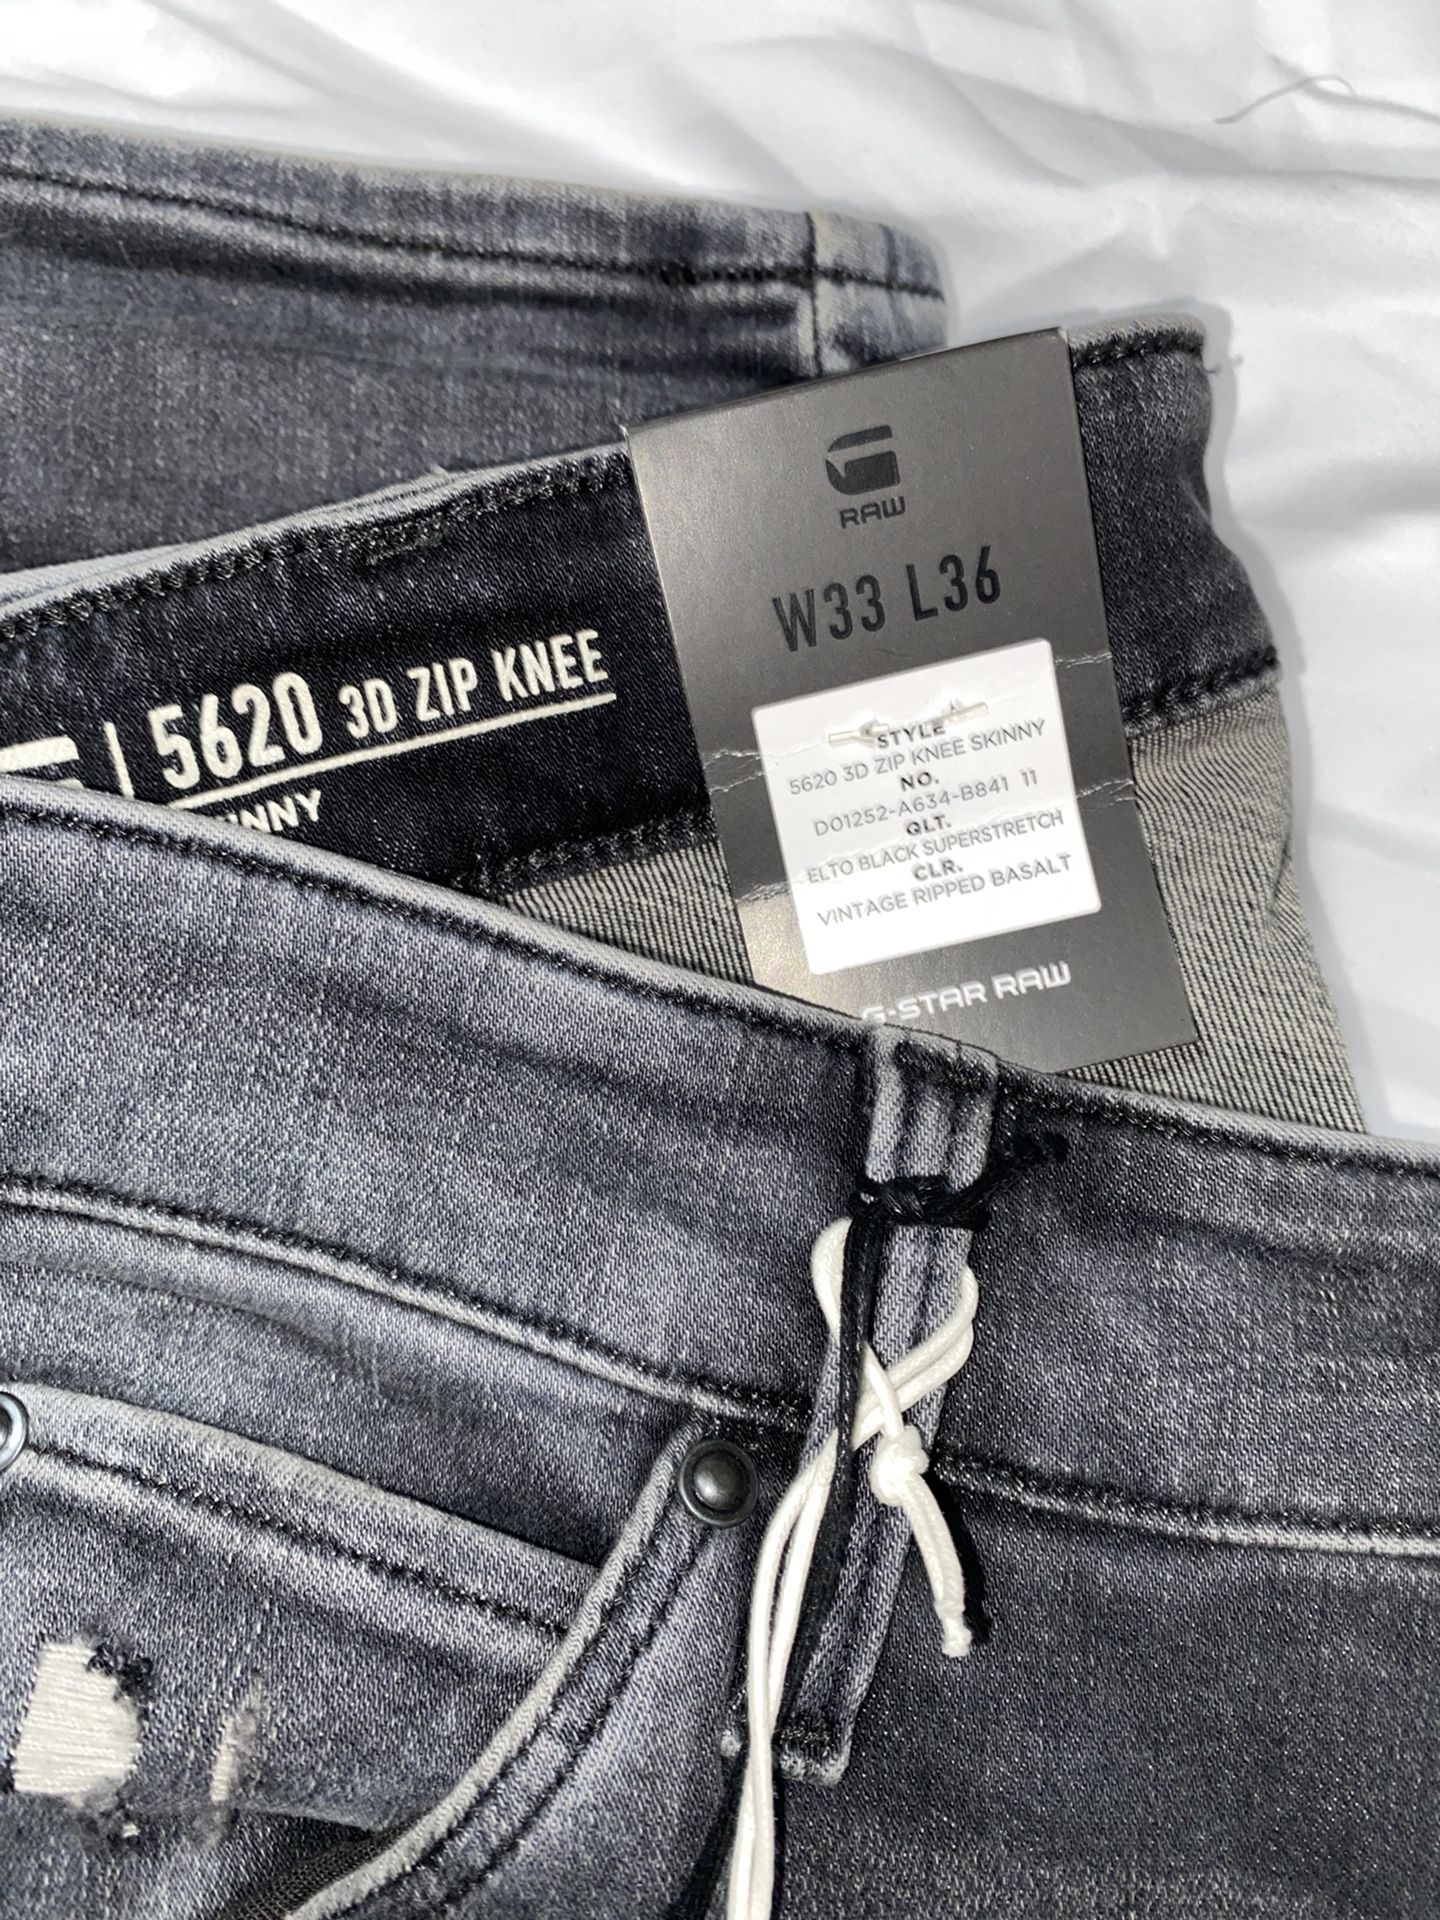 RAW
W33 L36
STYLE
5620 3D ZIP KNEE SKINNY
NO.
D01252-A634-B841 11
QLT.
ELTO BLACK SUPERSTRETCH
CLR.
VINTAGE RIPPED BASALT
G-STAR RAW
5620 3D ZIP KNEE